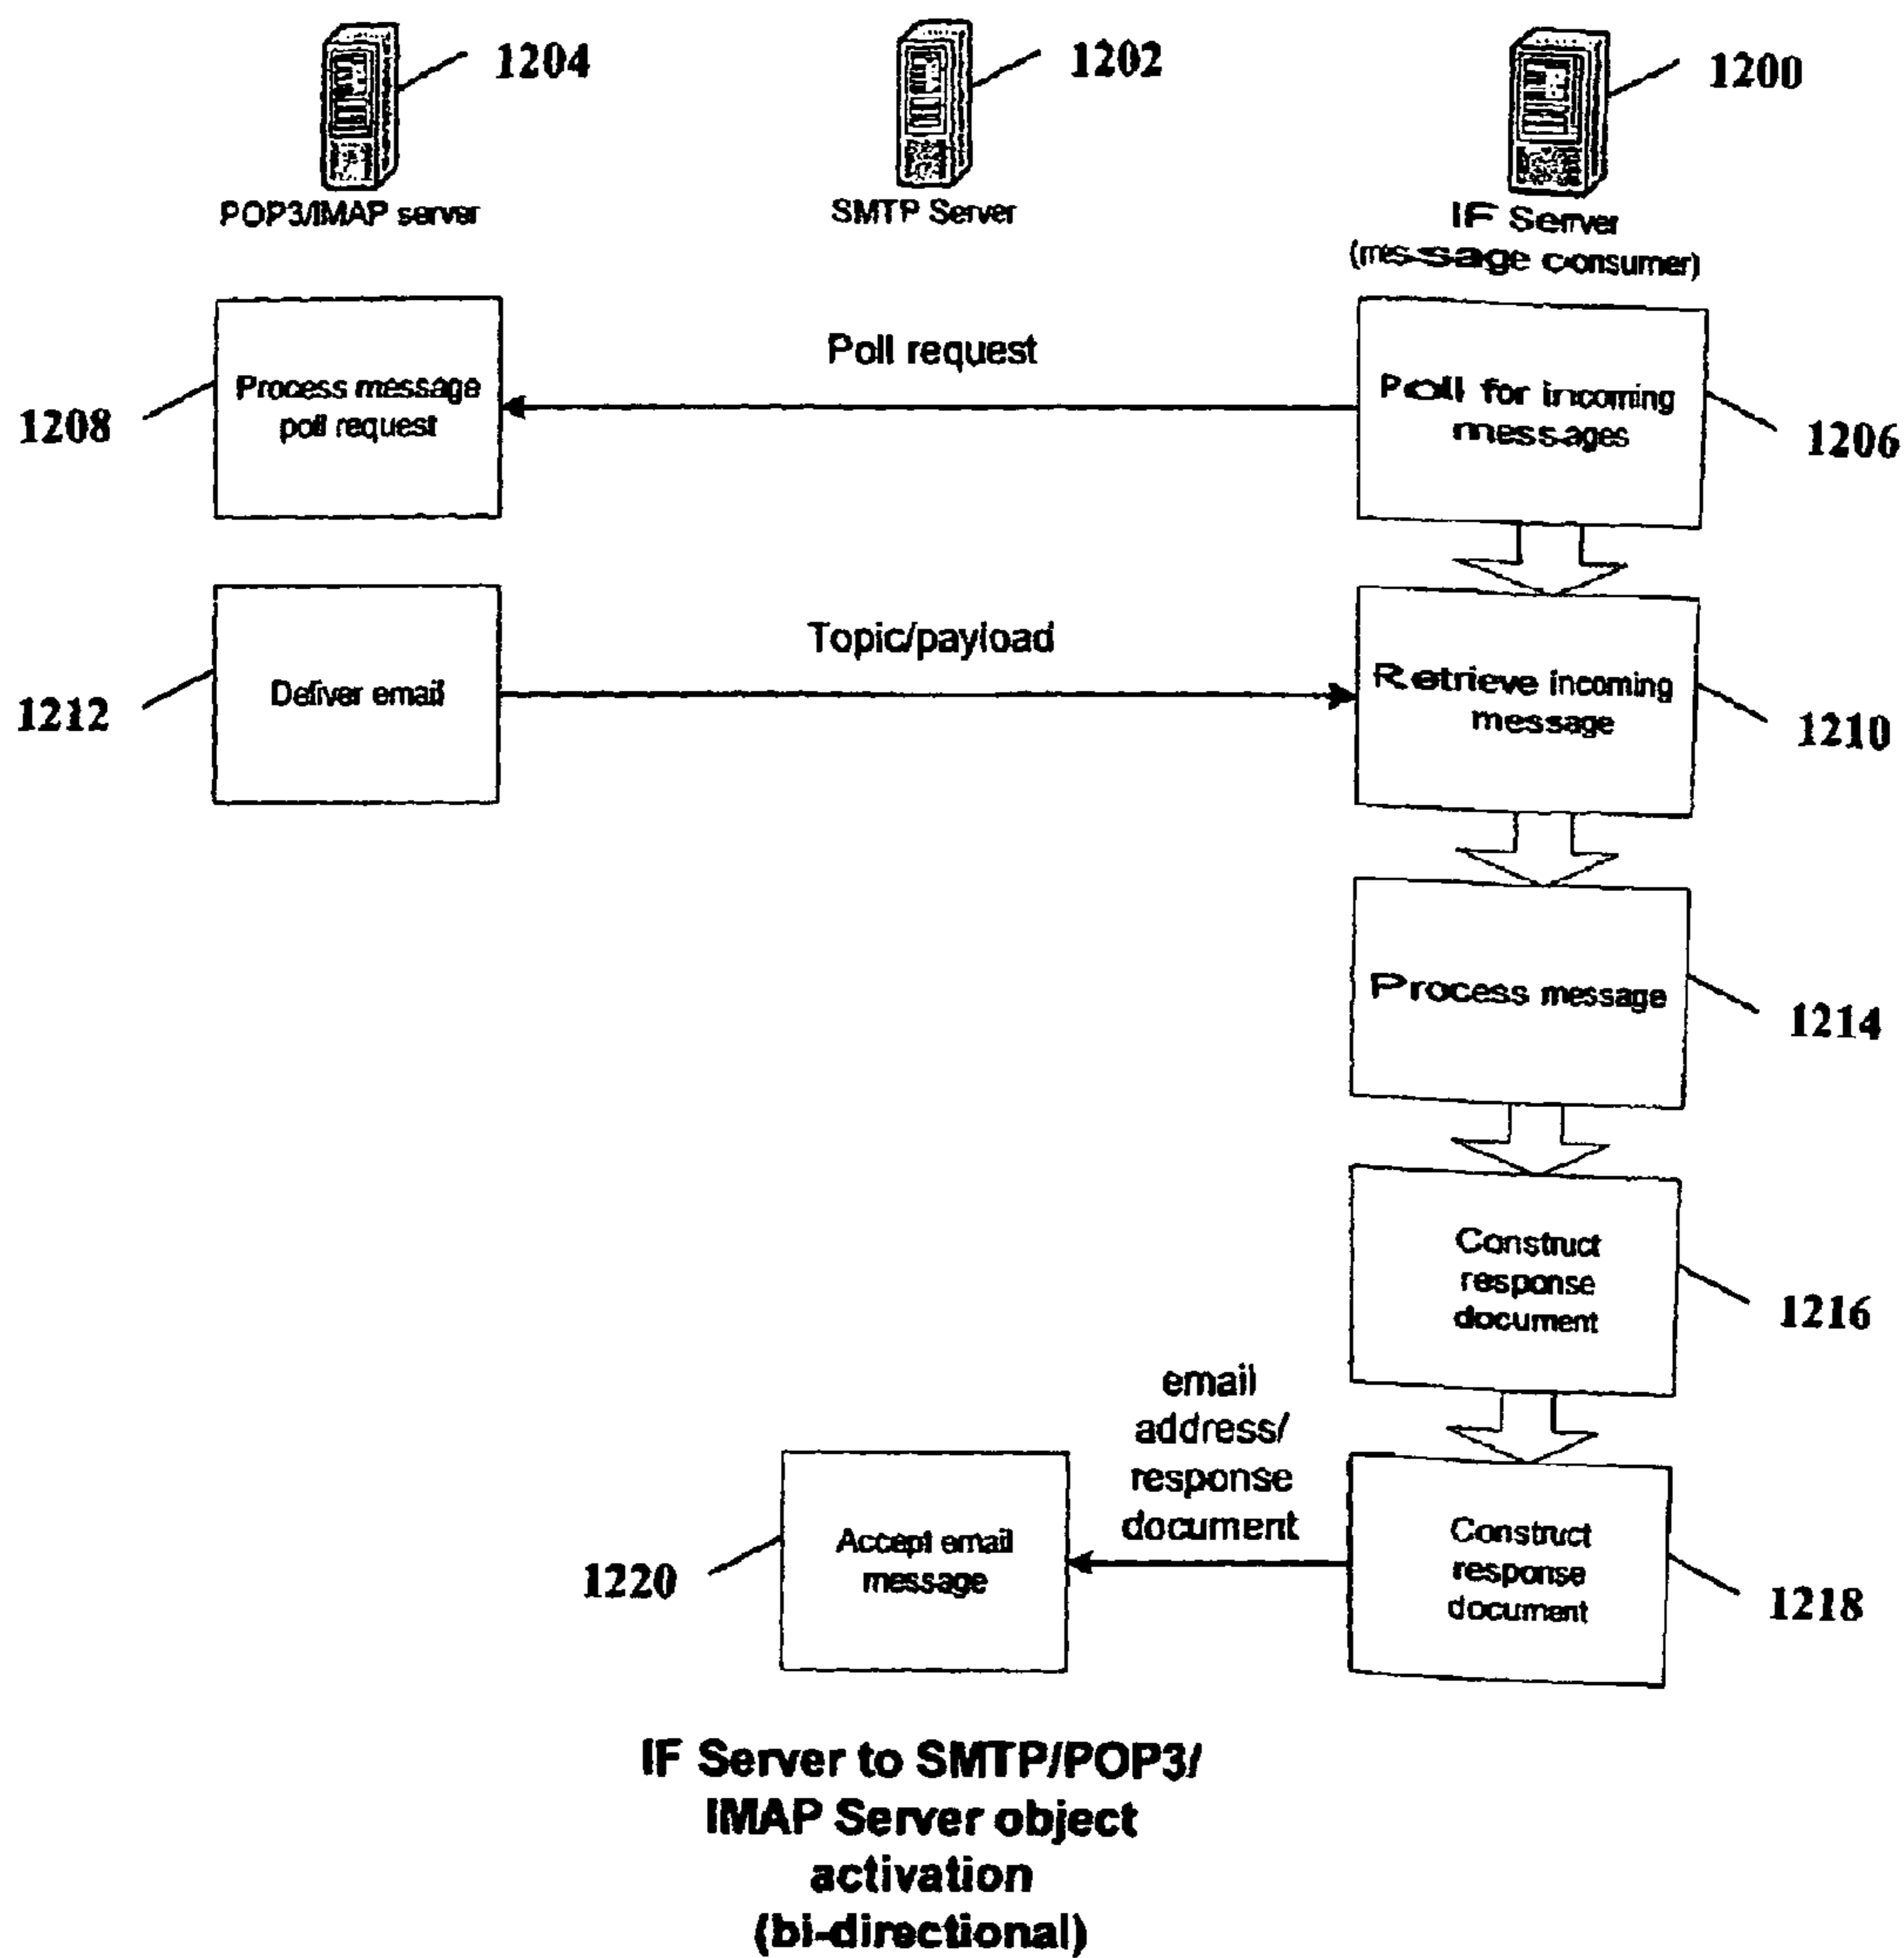 1204
1202
1200
POP3/IMAP server
SMTP Server
IF Server
(message consumer)
Poll request
Process message
poll request
1208
Poll for incoming
messages
1206
Topic/payload
Deliver email
1212
Retrieve incoming
message
1210
Process message
1214
Construct
response
document
1216
email
address/
response
document
Accept email
message
1220
Construct
response
document
1218
IF Server to SMTP/POP3/
IMAP Server object
activation
(bi-directional)